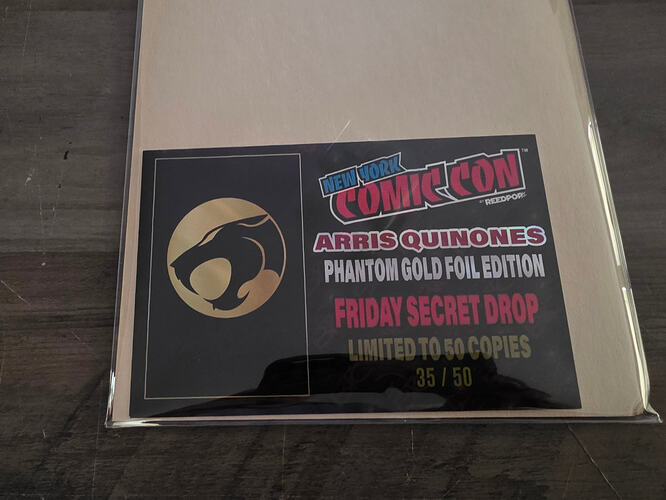 NEW YORK
COMIC CON
BY REEDPOP
ARRIS QUINONES
PHANTOM GOLD FOIL EDITION
FRIDAY SECRET DROP
LIMITED TO 50 COPIES
35 / 50